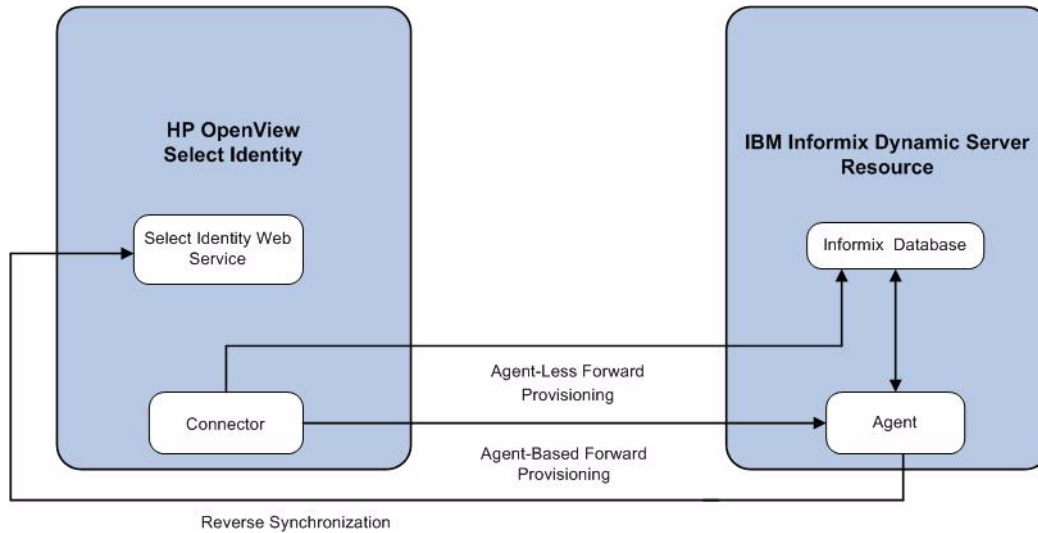 HP OpenView
Select Identity
IBM Informix Dynamic Server
Resource
Select Identity Web
Service
Informix Database
Agent-Less Forward
Provisioning
Connector
Agent
Agent-Based Forward
Provisioning
Reverse Synchronization